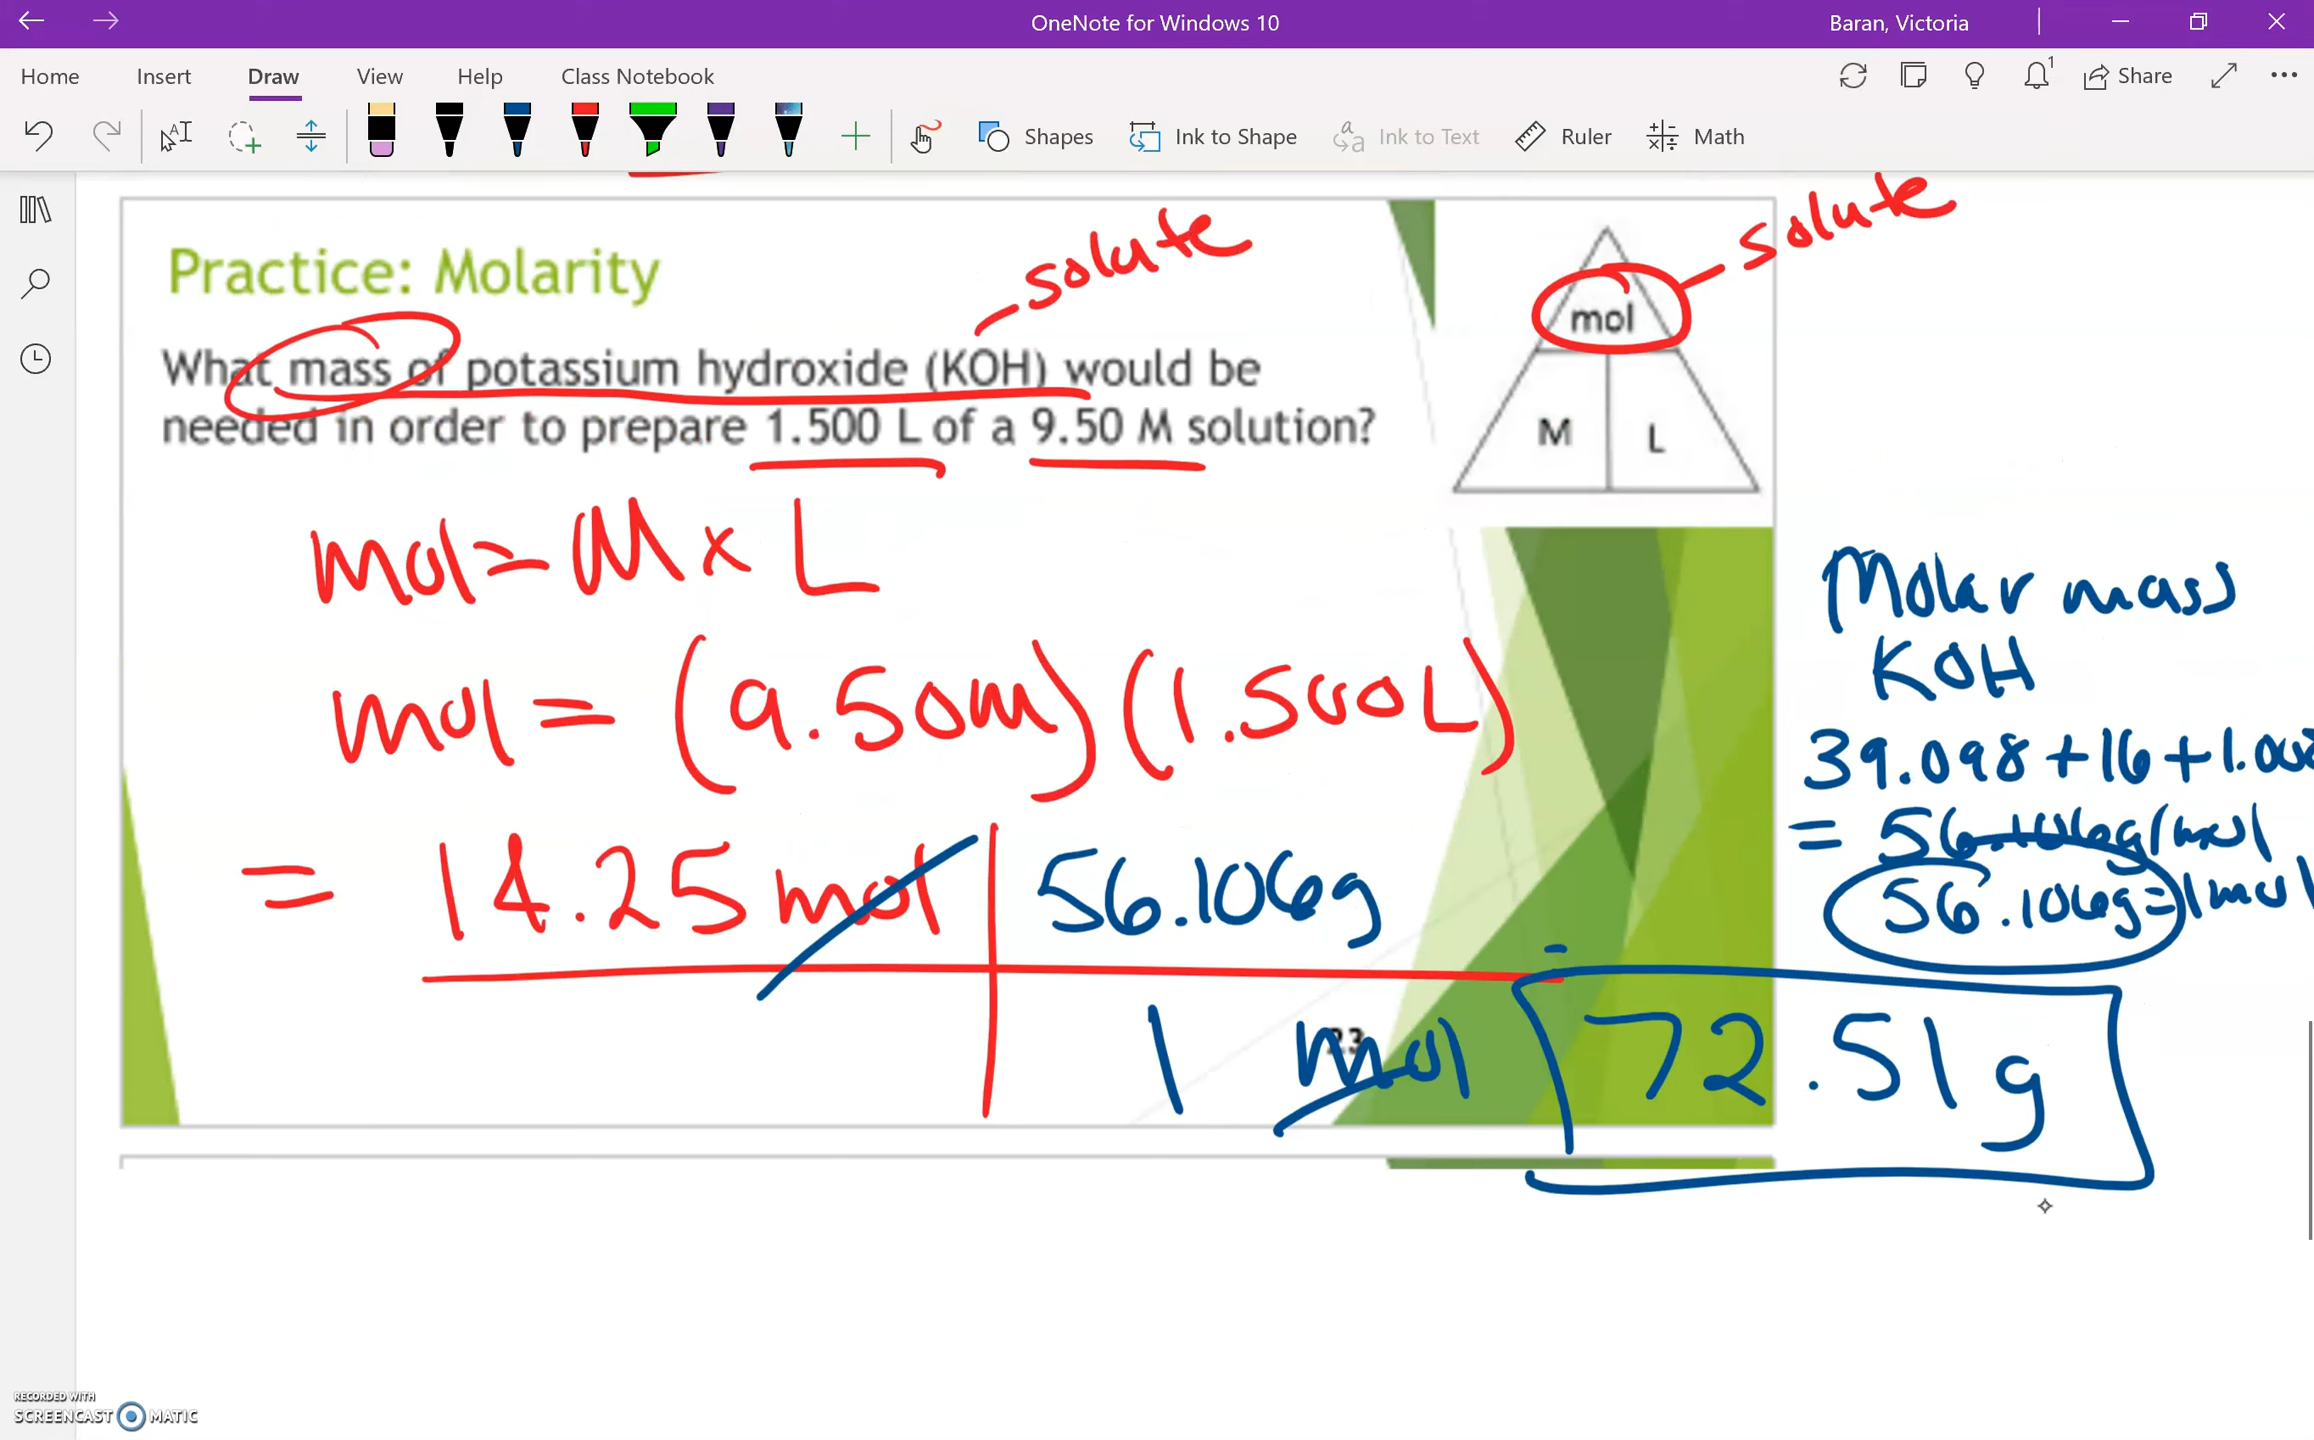 OneNote for Windows 10
Baran, Victoria
Home Insert Draw View Help Class Notebook
1 Share
Shapes Ink to Shape Ink to Text Ruler Math
solute
solute
Practice: Molarity
mol
M L
What mass of potassium hydroxide (KOH) would be
needed in order to prepare 1.500 L of a 9.50 M solution?
mol = M x L
mol = (9.50M) (1.500L)
= 14.25 mol 56.106g
1 mol
= 72.51 g
Molar mass
KOH
39.098 + 16 + 1.008
= 56.106g/mol
56.106g = 1mol
RECORDED WITH
SCREENCAST MATIC